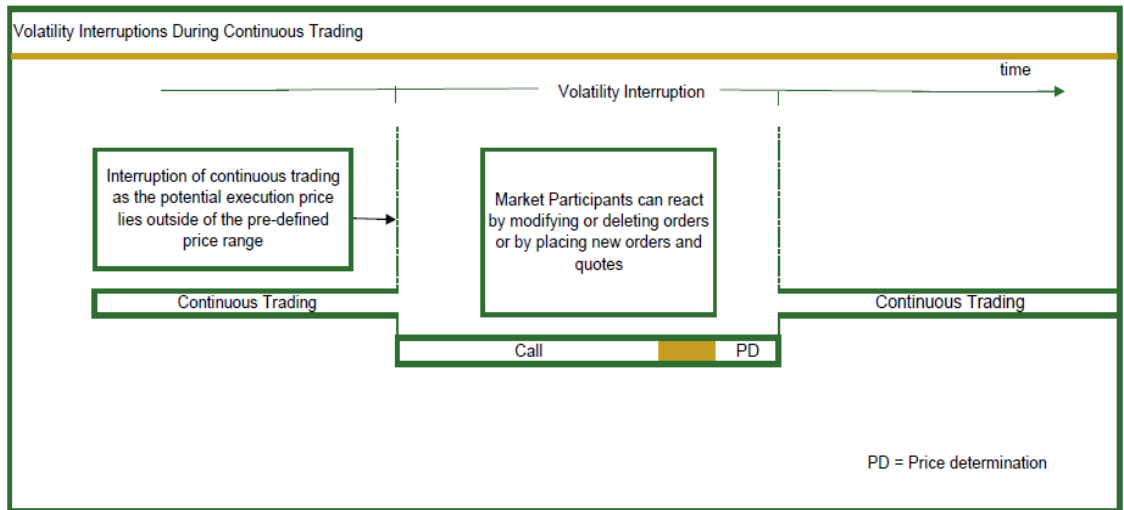 Volatility Interruptions During Continuous Trading
time
Volatility Interruption
Interruption of continuous trading
as the potential execution price
lies outside of the pre-defined
price range
Market Participants can react
by modifying or deleting orders
or by placing new orders and
quotes
Continuous Trading
Continuous Trading
Call
PD
PD = Price determination